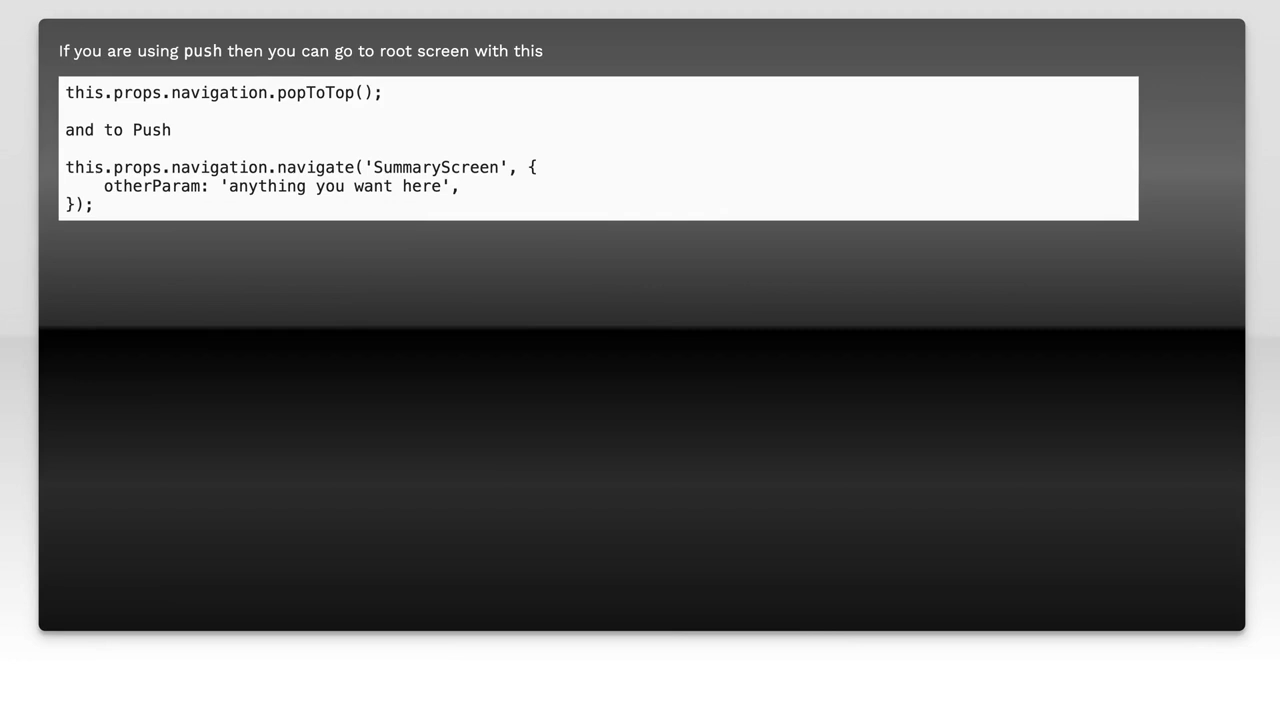 If you are using push then you can go to root screen with this
this.props.navigation.popToTop();
and to Push
this.props.navigation.navigate('SummaryScreen', {
    otherParam: 'anything you want here',
});